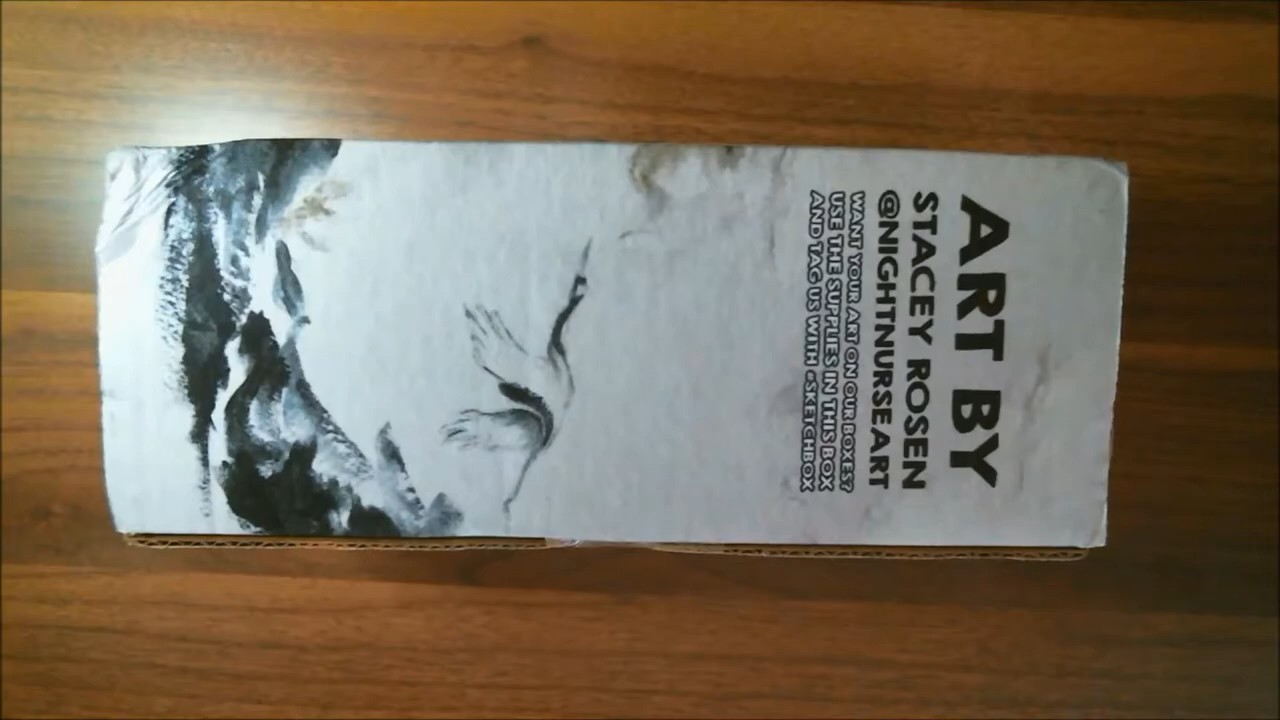 ART BY
STACEY ROSEN
@NIGHTNURSEART
WANT YOUR ART ON OUR BOXES?
USE THE SUPPLIES IN THIS BOX
AND TAG US WITH #SKETCHBOX